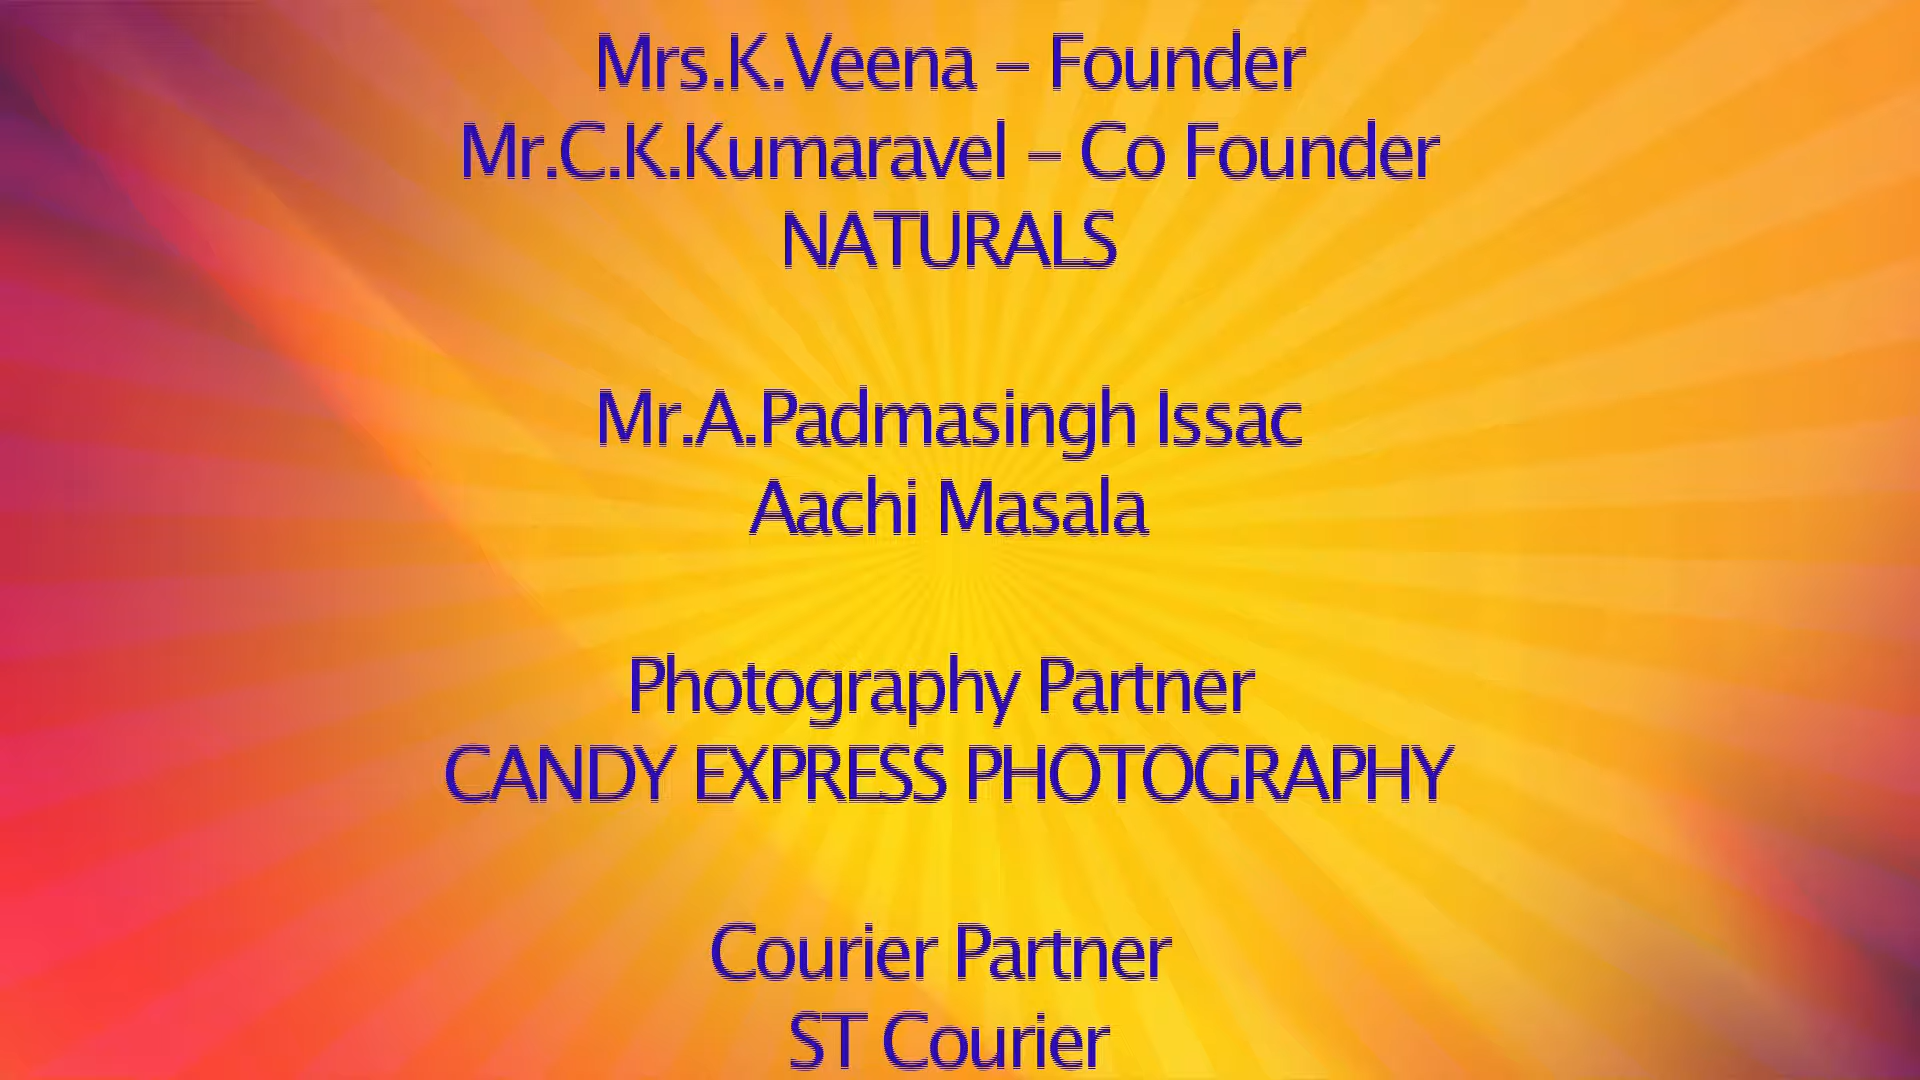 Mrs.K.Veena - Founder
Mr.C.K.Kumaravel - Co Founder
NATURALS
Mr.A.Padmasingh Issac
Aachi Masala
Photography Partner
CANDY EXPRESS PHOTOGRAPHY
Courier Partner
ST Courier